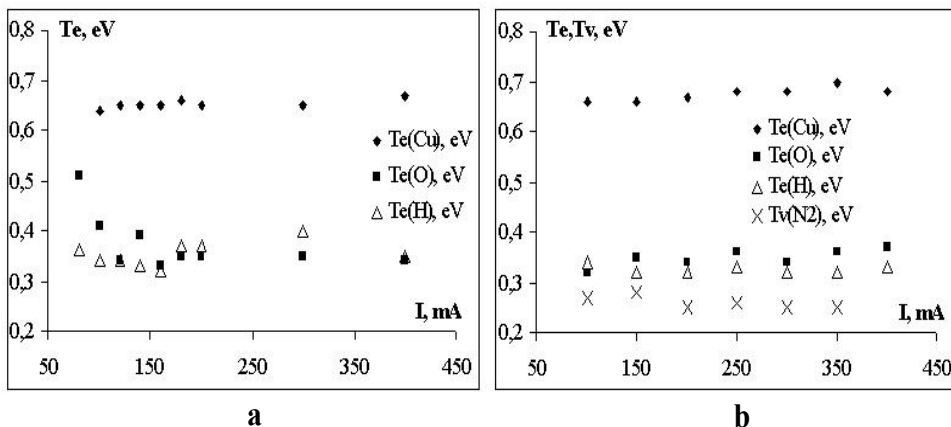 Te, eV
0,8
0,7
0,6
0,5
0,4
0,3
0,2
Te(Cu), eV
Te(O), eV
Te(H), eV
I, mA
50 150 250 350 450
a
Te,Tv, eV
0,8
0,7
0,6
0,5
0,4
0,3
0,2
Te(Cu), eV
Te(O), eV
Te(H), eV
Tv(N2), eV
I, mA
50 150 250 350 450
b